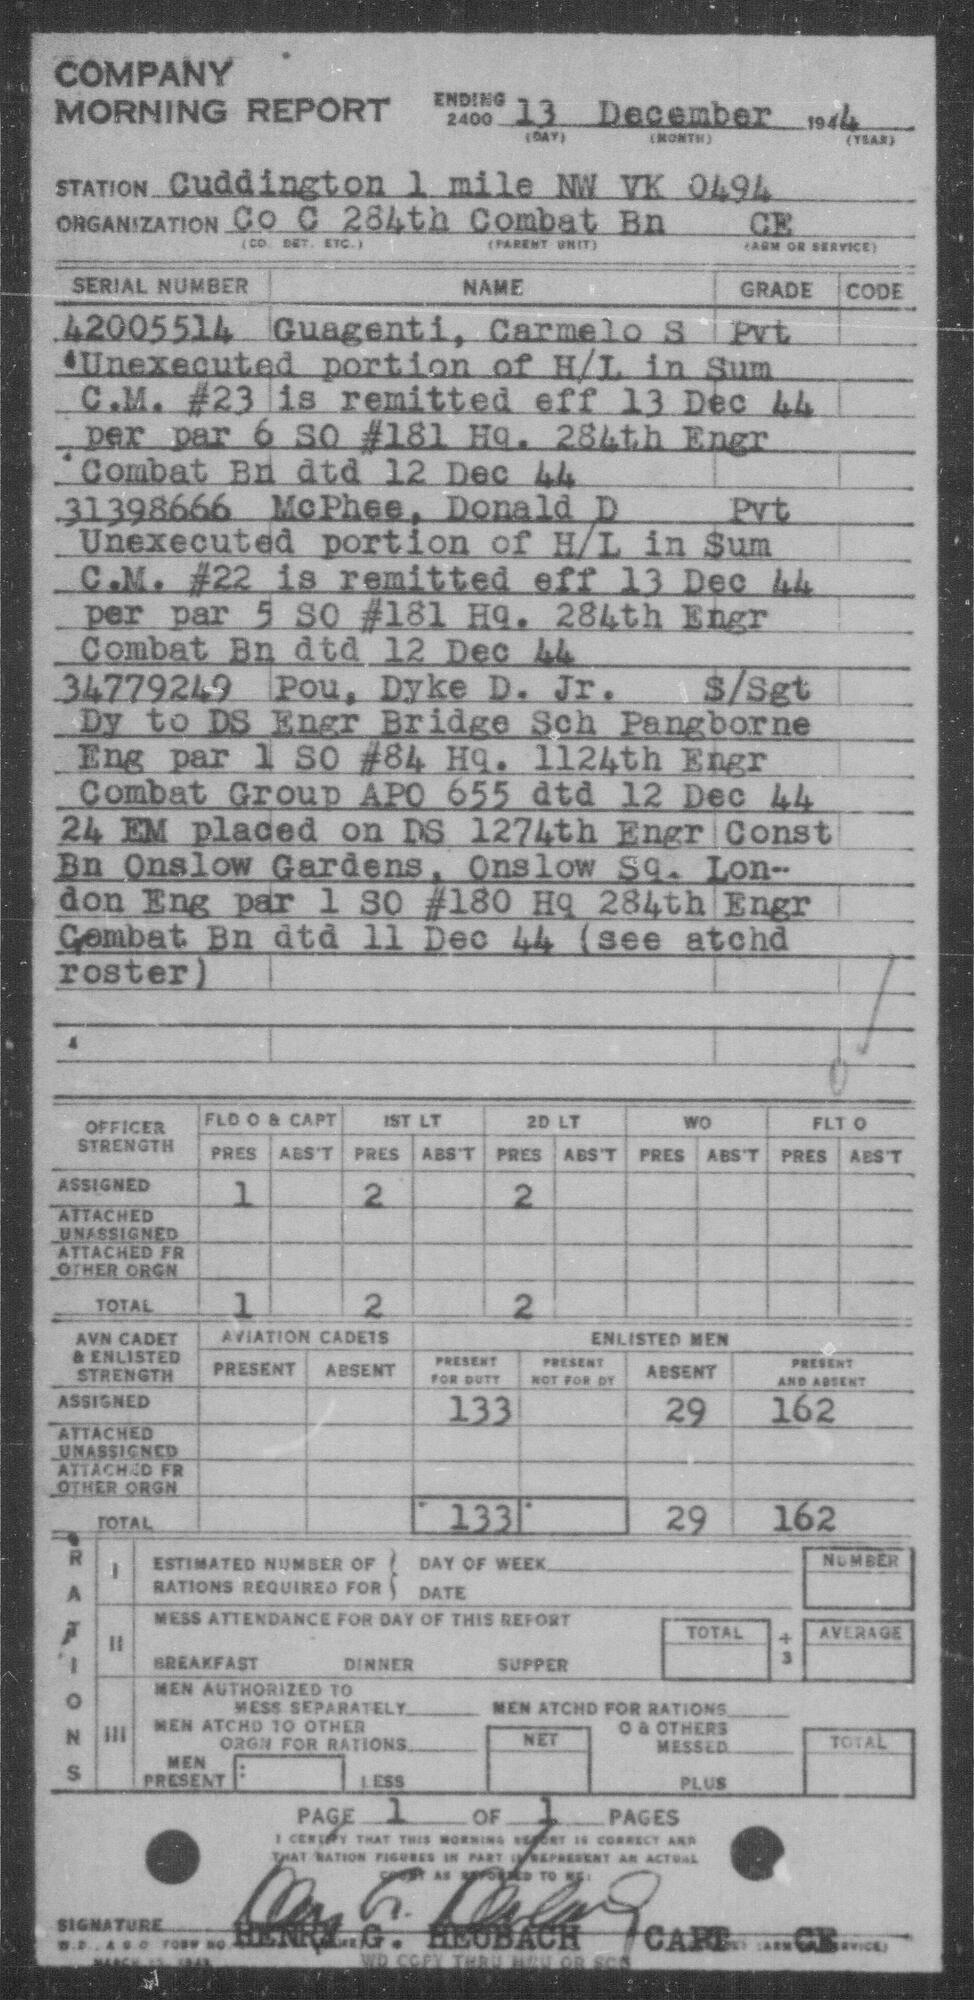 COMPANY
MORNING REPORT ENDING 2400 13 December 1944
(DAY) (MONTH) (YEAR)
STATION Cuddington 1 mile NW VK 0494
ORGANIZATION Co C 284th Combat Bn CE
(CO. DET. ETC.) (PARENT UNIT) (ARM OR SERVICE)
SERIAL NUMBER NAME GRADE CODE
42005514 Guagenti, Carmelo S Pvt
Unexecuted portion of H/L in Sum
C.M. #23 is remitted eff 13 Dec 44
per par 6 SO #181 Hq. 284th Engr
Combat Bn dtd 12 Dec 44
31398666 McPhee, Donald D Pvt
Unexecuted portion of H/L in Sum
C.M. #22 is remitted eff 13 Dec 44
per par 5 SO #181 Hq. 284th Engr
Combat Bn dtd 12 Dec 44
34779249 Pou, Dyke D. Jr. S/Sgt
Dy to DS Engr Bridge Sch Pangborne
Eng par 1 SO #84 Hq. 1124th Engr
Combat Group APO 655 dtd 12 Dec 44
24 EM placed on DS 1274th Engr Const
Bn Onslow Gardens, Onslow Sq. Lon-
don Eng par 1 SO #180 Hq 284th Engr
Combat Bn dtd 11 Dec 44 (see atchd
roster)
OFFICER STRENGTH FLD O & CAPT 1ST LT 2D LT WO FLT O
PRES ABS'T PRES ABS'T PRES ABS'T PRES ABS'T PRES ABS'T
ASSIGNED 1 2 2
ATTACHED UNASSIGNED
ATTACHED FR OTHER ORGN
TOTAL 1 2 2
AVN CADET & ENLISTED STRENGTH AVIATION CADETS ENLISTED MEN
PRESENT ABSENT PRESENT FOR DUTY PRESENT NOT FOR DY ABSENT PRESENT AND ABSENT
ASSIGNED 133 29 162
ATTACHED UNASSIGNED
ATTACHED FR OTHER ORGN
TOTAL 133 29 162
RATIONS
I ESTIMATED NUMBER OF RATIONS REQUIRED FOR DAY OF WEEK NUMBER
DATE
II MESS ATTENDANCE FOR DAY OF THIS REPORT TOTAL ÷ 3 AVERAGE
BREAKFAST DINNER SUPPER
III MEN AUTHORIZED TO MESS SEPARATELY MEN ATCHD FOR RATIONS
MEN ATCHD TO OTHER ORGN FOR RATIONS NET O & OTHERS MESSED TOTAL
MEN PRESENT LESS PLUS
PAGE 1 OF 1 PAGES
I CERTIFY THAT THIS MORNING REPORT IS CORRECT AND
THAT RATION FIGURES IN PART I REPRESENT AN ACTUAL
COUNT AS REPORTED TO ME:
SIGNATURE HENRY G. HEUBACH CAPT CE
W.D., A.G.O. FORM NO.
WD COPY THRU MRU OR SCS